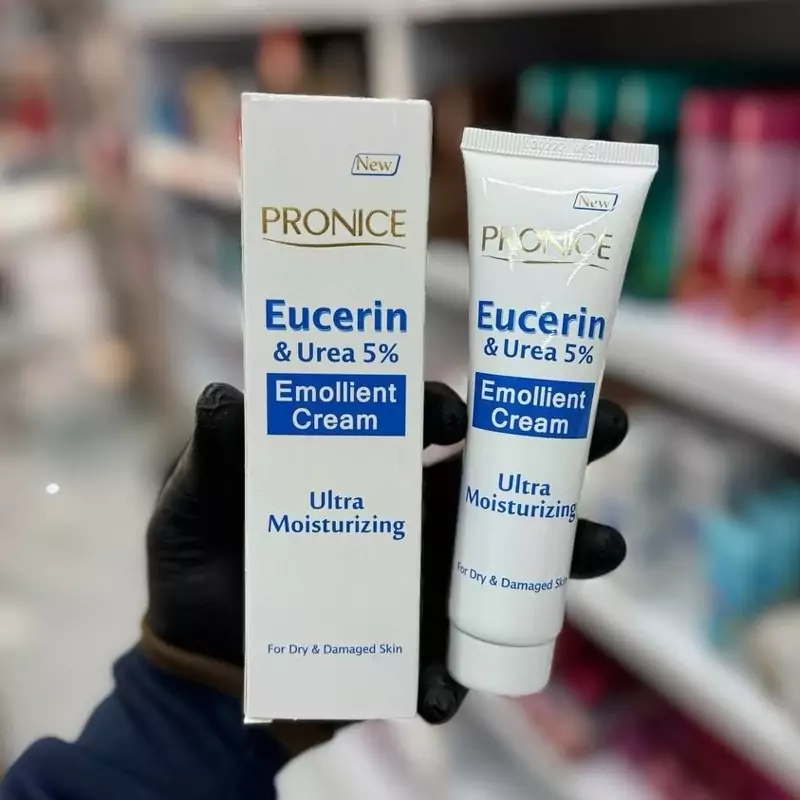 New
PRONICE
Eucerin
& Urea 5%
Emollient
Cream
Ultra
Moisturizing
For Dry & Damaged Skin
New
PRONICE
Eucerin
& Urea 5%
Emollient
Cream
Ultra
Moisturizing
For Dry & Damaged Skin